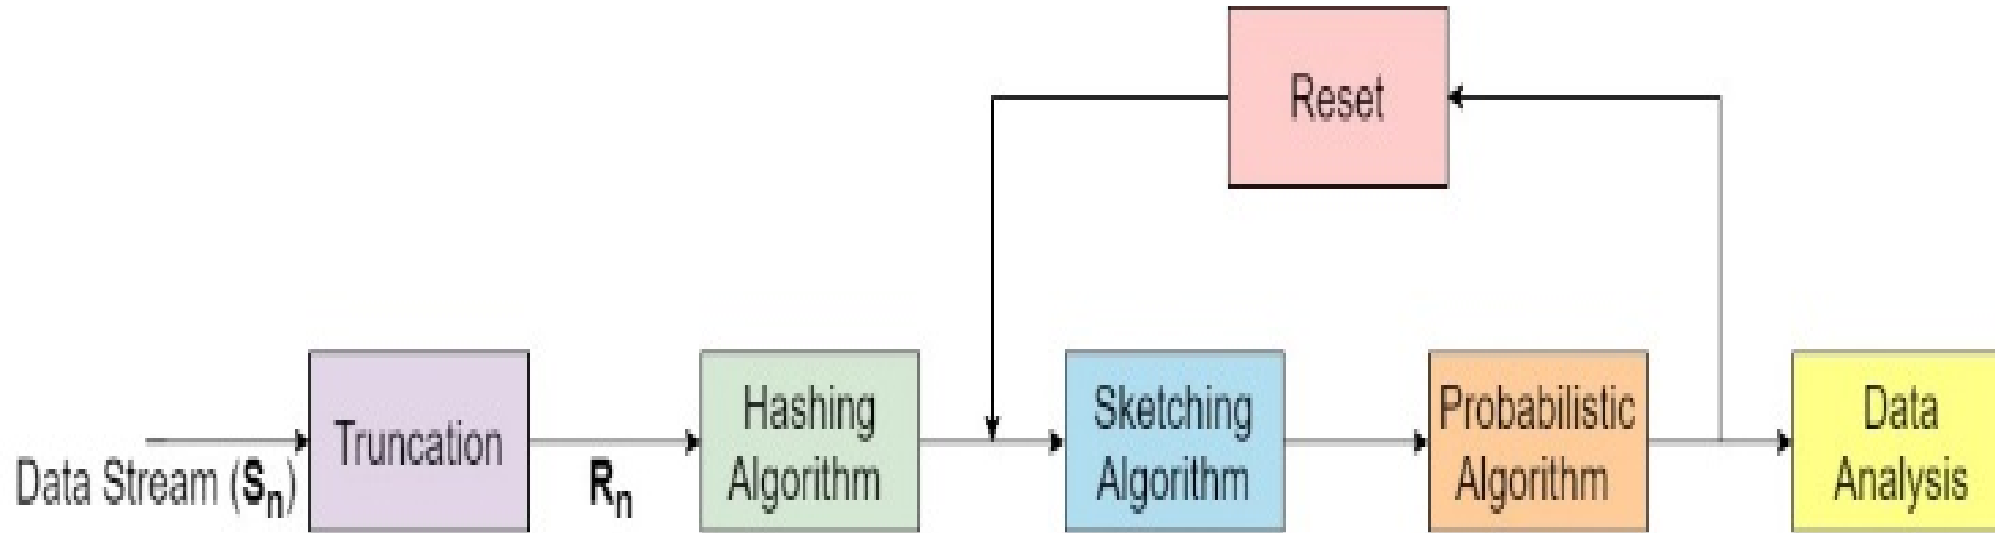 Reset
Data Stream (Sn)
Truncation
Rn
Hashing
Algorithm
Sketching
Algorithm
Probabilistic
Algorithm
Data
Analysis